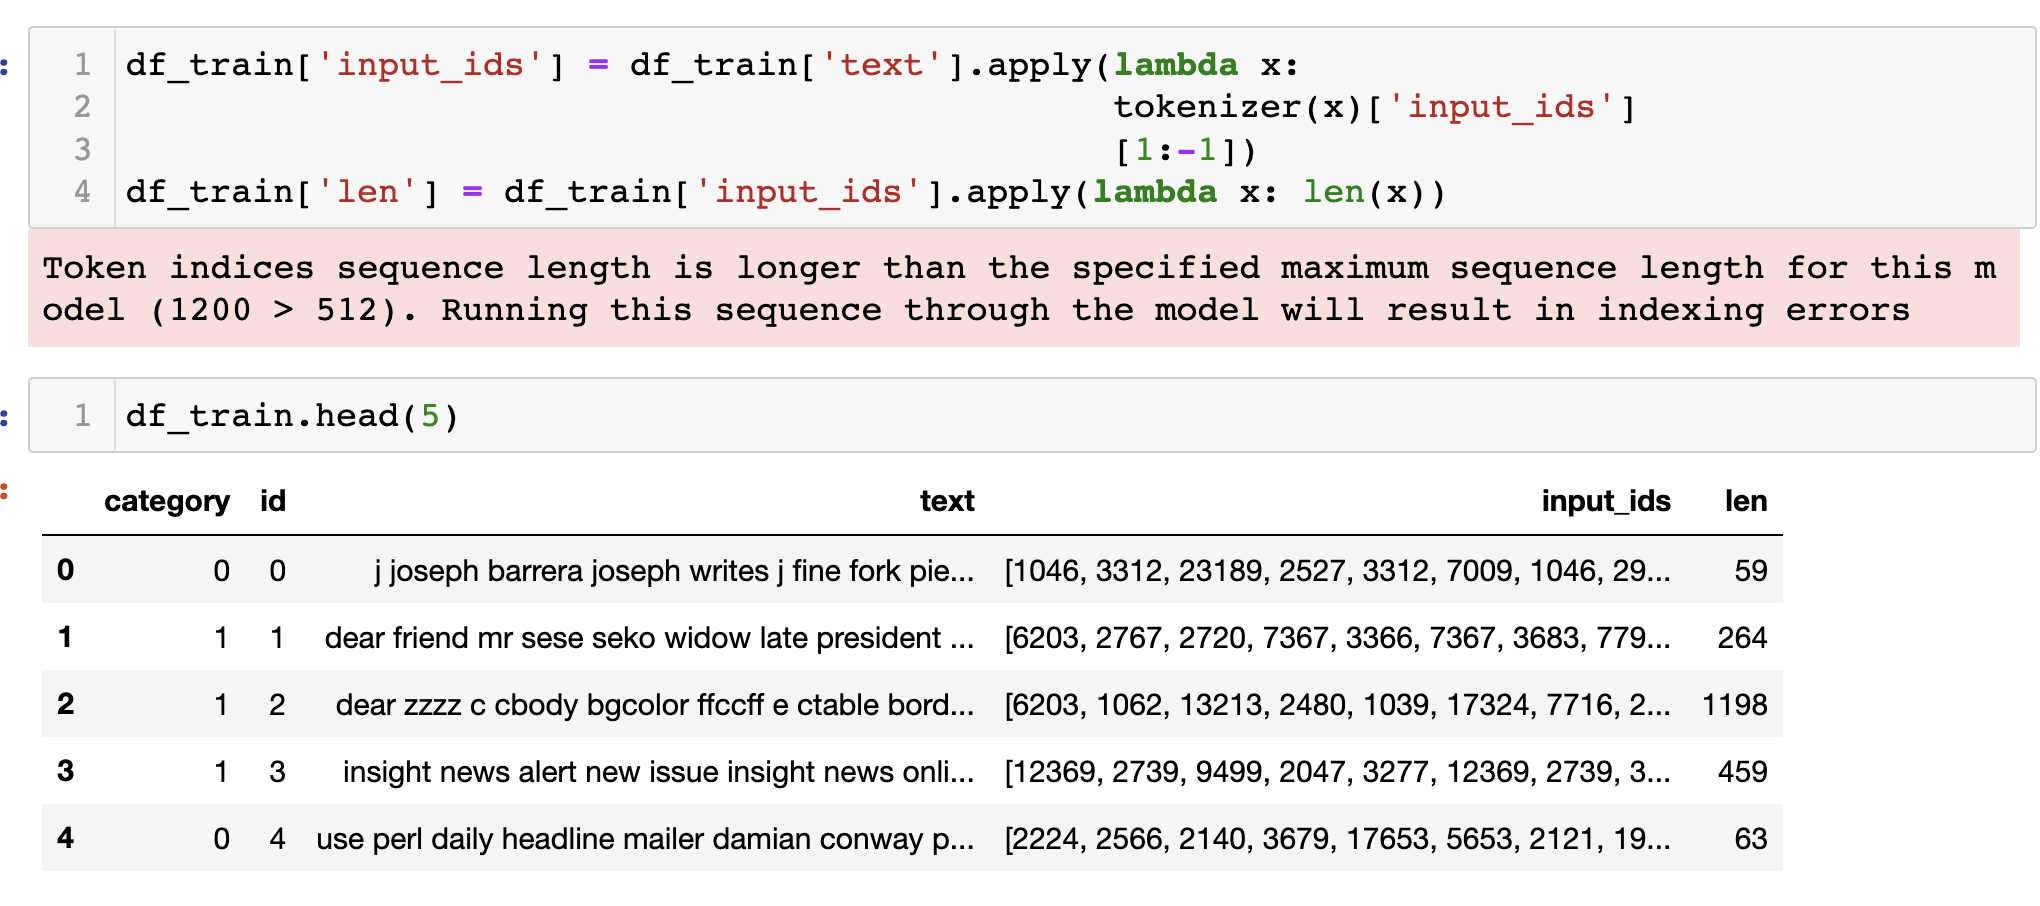 1 df_train['input_ids'] = df_train['text'].apply(lambda x:
2 tokenizer(x)['input_ids']
3 [1:-1])
4 df_train['len'] = df_train['input_ids'].apply(lambda x: len(x))
Token indices sequence length is longer than the specified maximum sequence length for this m
odel (1200 > 512). Running this sequence through the model will result in indexing errors
1 df_train.head(5)
category id text input_ids len
0 0 0 j joseph barrera joseph writes j fine fork pie... [1046, 3312, 23189, 2527, 3312, 7009, 1046, 29... 59
1 1 1 dear friend mr sese seko widow late president ... [6203, 2767, 2720, 7367, 3366, 7367, 3683, 779... 264
2 1 2 dear zzzz c cbody bgcolor ffccff e ctable bord... [6203, 1062, 13213, 2480, 1039, 17324, 7716, 2... 1198
3 1 3 insight news alert new issue insight news onli... [12369, 2739, 9499, 2047, 3277, 12369, 2739, 3... 459
4 0 4 use perl daily headline mailer damian conway p... [2224, 2566, 2140, 3679, 17653, 5653, 2121, 19... 63